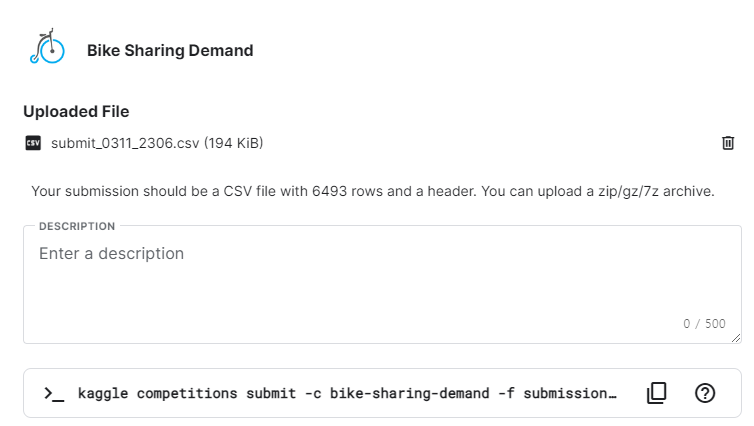 Bike Sharing Demand
Uploaded File
CSV submit_0311_2306.csv (194 KiB)
Your submission should be a CSV file with 6493 rows and a header. You can upload a zip/gz/7z archive.
DESCRIPTION
Enter a description
0 / 500
>_ kaggle competitions submit -c bike-sharing-demand -f submission…